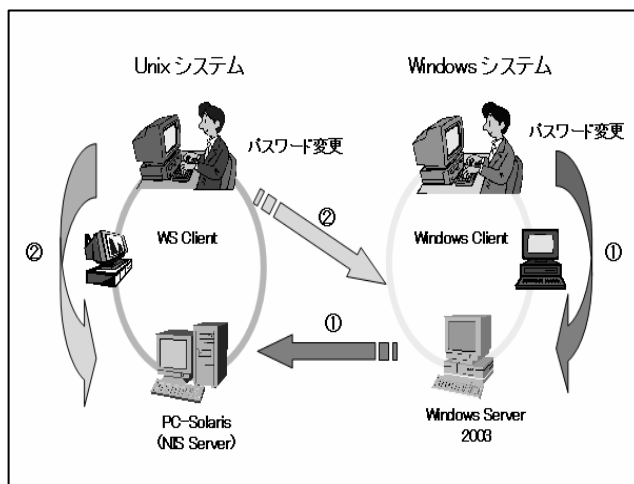 Unix システム
Windows システム
パスワード変更
パスワード変更
②
WS Client
②
Windows Client
①
①
PC-Solaris
(NIS Server)
Windows Server
2003